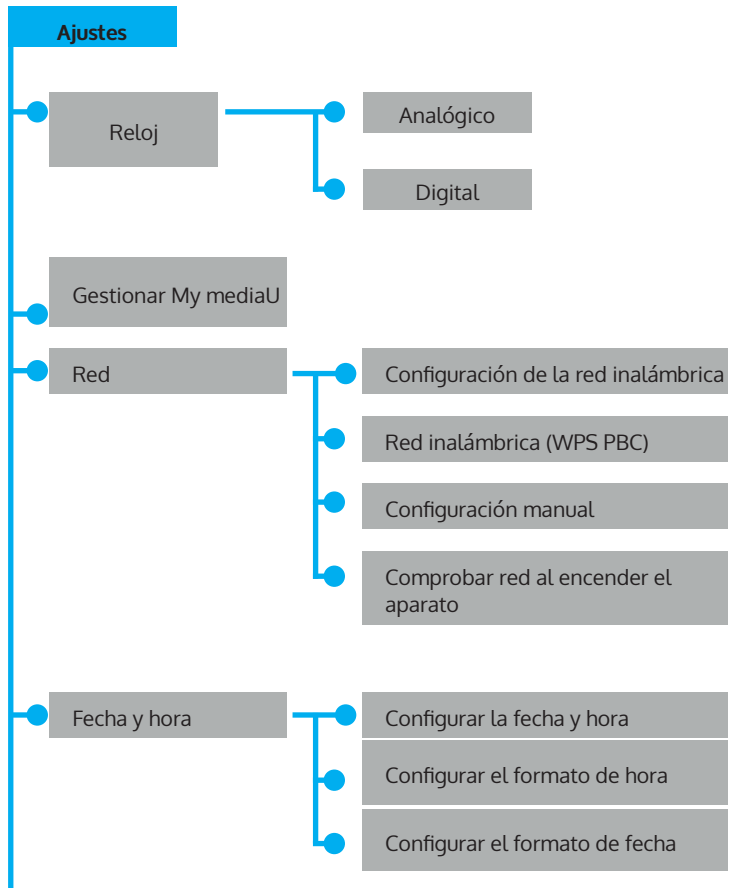 Ajustes
Reloj
Analógico
Digital
Gestionar My mediaU
Red
Configuración de la red inalámbrica
Red inalámbrica (WPS PBC)
Configuración manual
Comprobar red al encender el
aparato
Fecha y hora
Configurar la fecha y hora
Configurar el formato de hora
Configurar el formato de fecha